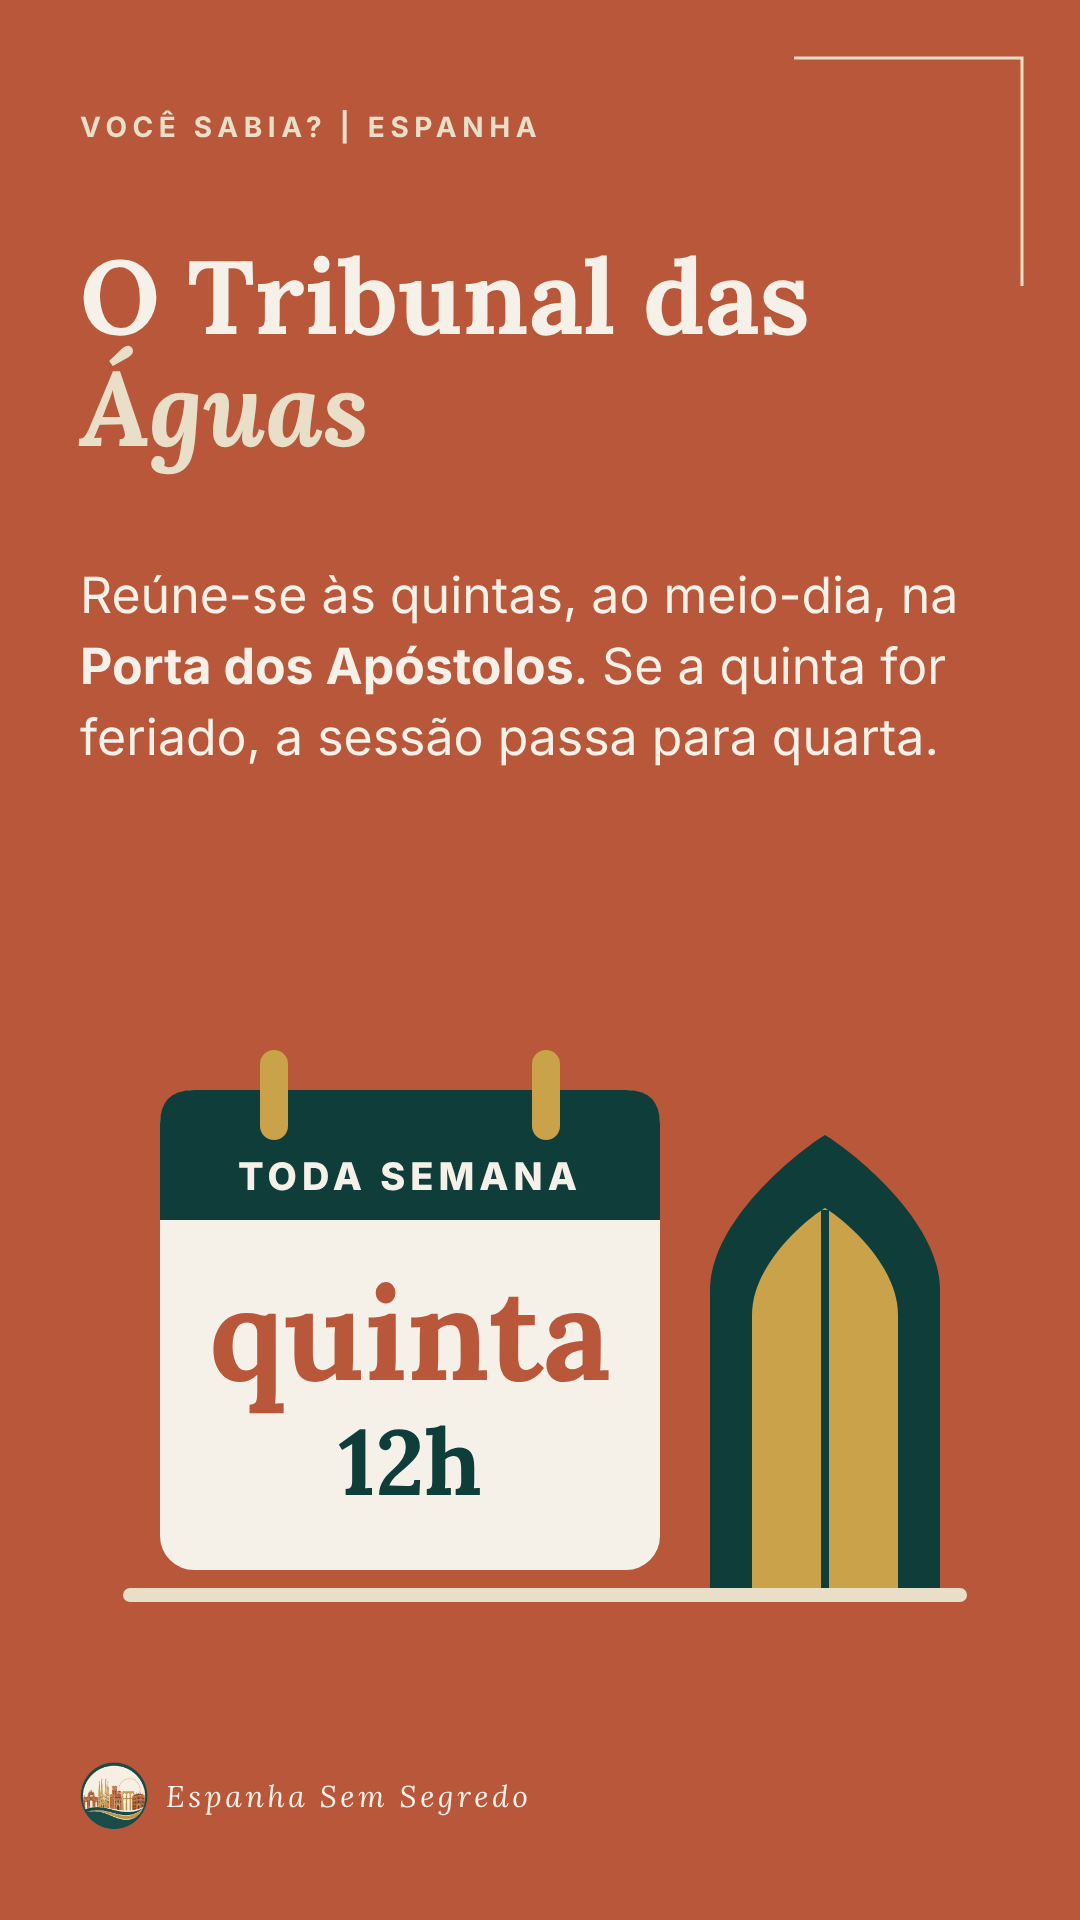 VOCÊ SABIA? | ESPANHA
O Tribunal das
Águas
Reúne-se às quintas, ao meio-dia, na
Porta dos Apóstolos. Se a quinta for
feriado, a sessão passa para quarta.
TODA SEMANA
quinta
12h
Espanha Sem Segredo